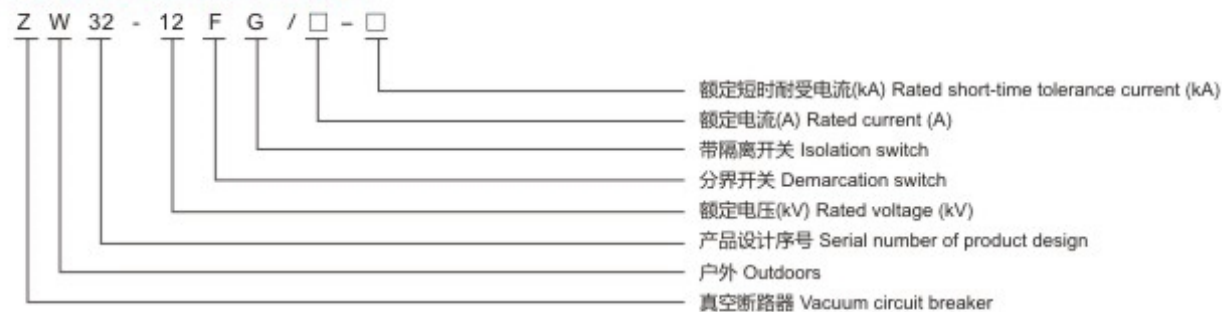 Z W 32 - 12 F G / □ - □
额定短时耐受电流(kA) Rated short-time tolerance current (kA)
额定电流(A) Rated current (A)
带隔离开关 Isolation switch
分界开关 Demarcation switch
额定电压(kV) Rated voltage (kV)
产品设计序号 Serial number of product design
户外 Outdoors
真空断路器 Vacuum circuit breaker